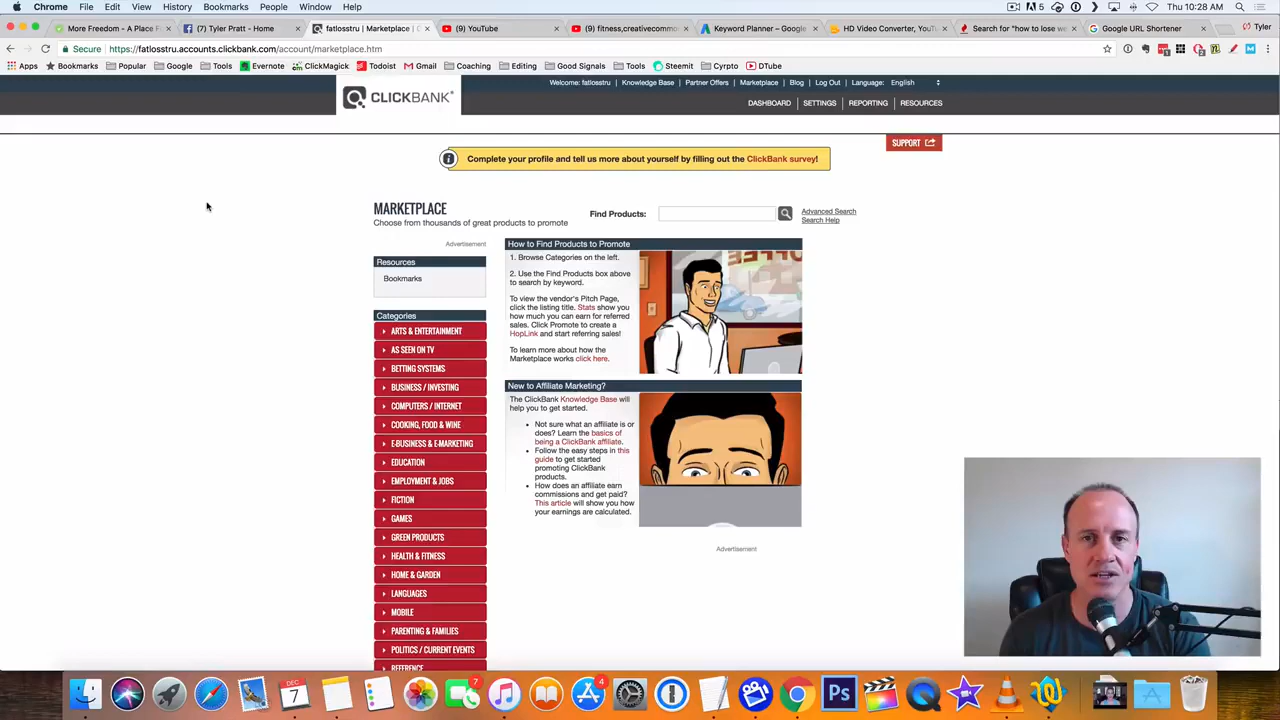 Chrome File Edit View History Bookmarks People Window Help
5
Thu 10:28 AM
More Freedom - A Place F
(7) Tyler Pratt - Home
fatlosstru | Marketplace | C
(7) YouTube
(7) fitness,creativecommo
Keyword Planner – Google
HD Video Converter, YouTu
Search for "how to lose we
Google URL Shortener
Tyler
Secure
https://fatlosstru.accounts.clickbank.com/account/marketplace.htm
Apps Bookmarks Popular Google Tools Evernote ClickMagick Todoist Gmail Coaching Editing Good Signals Tools Steemit Cyrpto DTube
Welcome: fatlosstru Knowledge Base Partner Offers Marketplace Blog Log Out Language: English
CLICKBANK
DASHBOARD SETTINGS REPORTING RESOURCES
SUPPORT
Complete your profile and tell us more about yourself by filling out the ClickBank survey!
MARKETPLACE
Choose from thousands of great products to promote
Find Products:
Advanced Search
Search Help
Advertisement
Resources
Bookmarks
Categories
ARTS & ENTERTAINMENT
AS SEEN ON TV
BETTING SYSTEMS
BUSINESS / INVESTING
COMPUTERS / INTERNET
COOKING, FOOD & WINE
E-BUSINESS & E-MARKETING
EDUCATION
EMPLOYMENT & JOBS
FICTION
GAMES
GREEN PRODUCTS
HEALTH & FITNESS
HOME & GARDEN
LANGUAGES
MOBILE
PARENTING & FAMILIES
POLITICS / CURRENT EVENTS
REFERENCE
How to Find Products to Promote
1. Browse Categories on the left.
2. Use the Find Products box above
to search by keyword.
To view the vendor's Pitch Page,
click the listing title. Stats show you
how much you can earn for referred
sales. Click Promote to create a
HopLink and start referring sales!
To learn more about how the
Marketplace works click here.
New to Affiliate Marketing?
The ClickBank Knowledge Base will
help you to get started.
Not sure what an affiliate is or
does? Learn the basics of
being a ClickBank affiliate.
Follow the easy steps in this
guide to get started
promoting ClickBank
products.
How does an affiliate earn
commissions and get paid?
This article will show you how
your earnings are calculated.
Advertisement
DEC
7
7
4
Ps